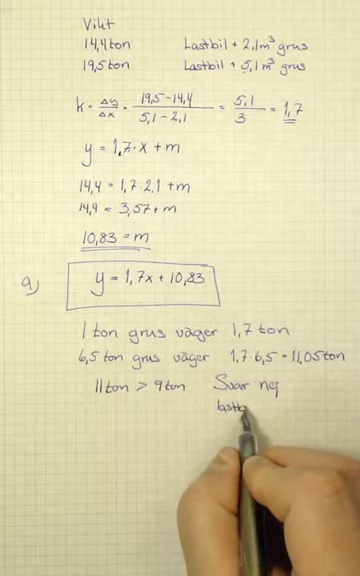 Vikt
14,4 ton Lastbil + 2,1 m³ grus
19,5 ton Lastbil + 5,1 m³ grus
k = Δy/Δx = 19,5-14,4/5,1-2,1 = 5,1/3 = 1,7
y = 1,7·x + m
14,4 = 1,7·2,1 + m
14,4 = 3,57 + m
10,83 = m
a) y = 1,7x + 10,83
1 ton grus väger 1,7 ton
6,5 ton grus väger 1,7·6,5 = 11,05 ton
11 ton > 9 ton Svar nej
lastb